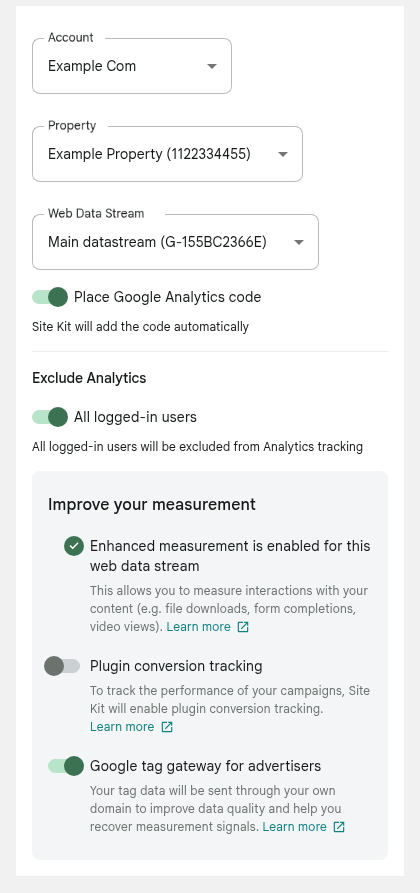 Account
Example Com
Property
Example Property (1122334455)
Web Data Stream
Main datastream (G-155BC2366E)
Place Google Analytics code
Site Kit will add the code automatically
Exclude Analytics
All logged-in users
All logged-in users will be excluded from Analytics tracking
Improve your measurement
Enhanced measurement is enabled for this
web data stream
This allows you to measure interactions with your
content (e.g. file downloads, form completions,
video views). Learn more
Plugin conversion tracking
To track the performance of your campaigns, Site
Kit will enable plugin conversion tracking.
Learn more
Google tag gateway for advertisers
Your tag data will be sent through your own
domain to improve data quality and help you
recover measurement signals. Learn more